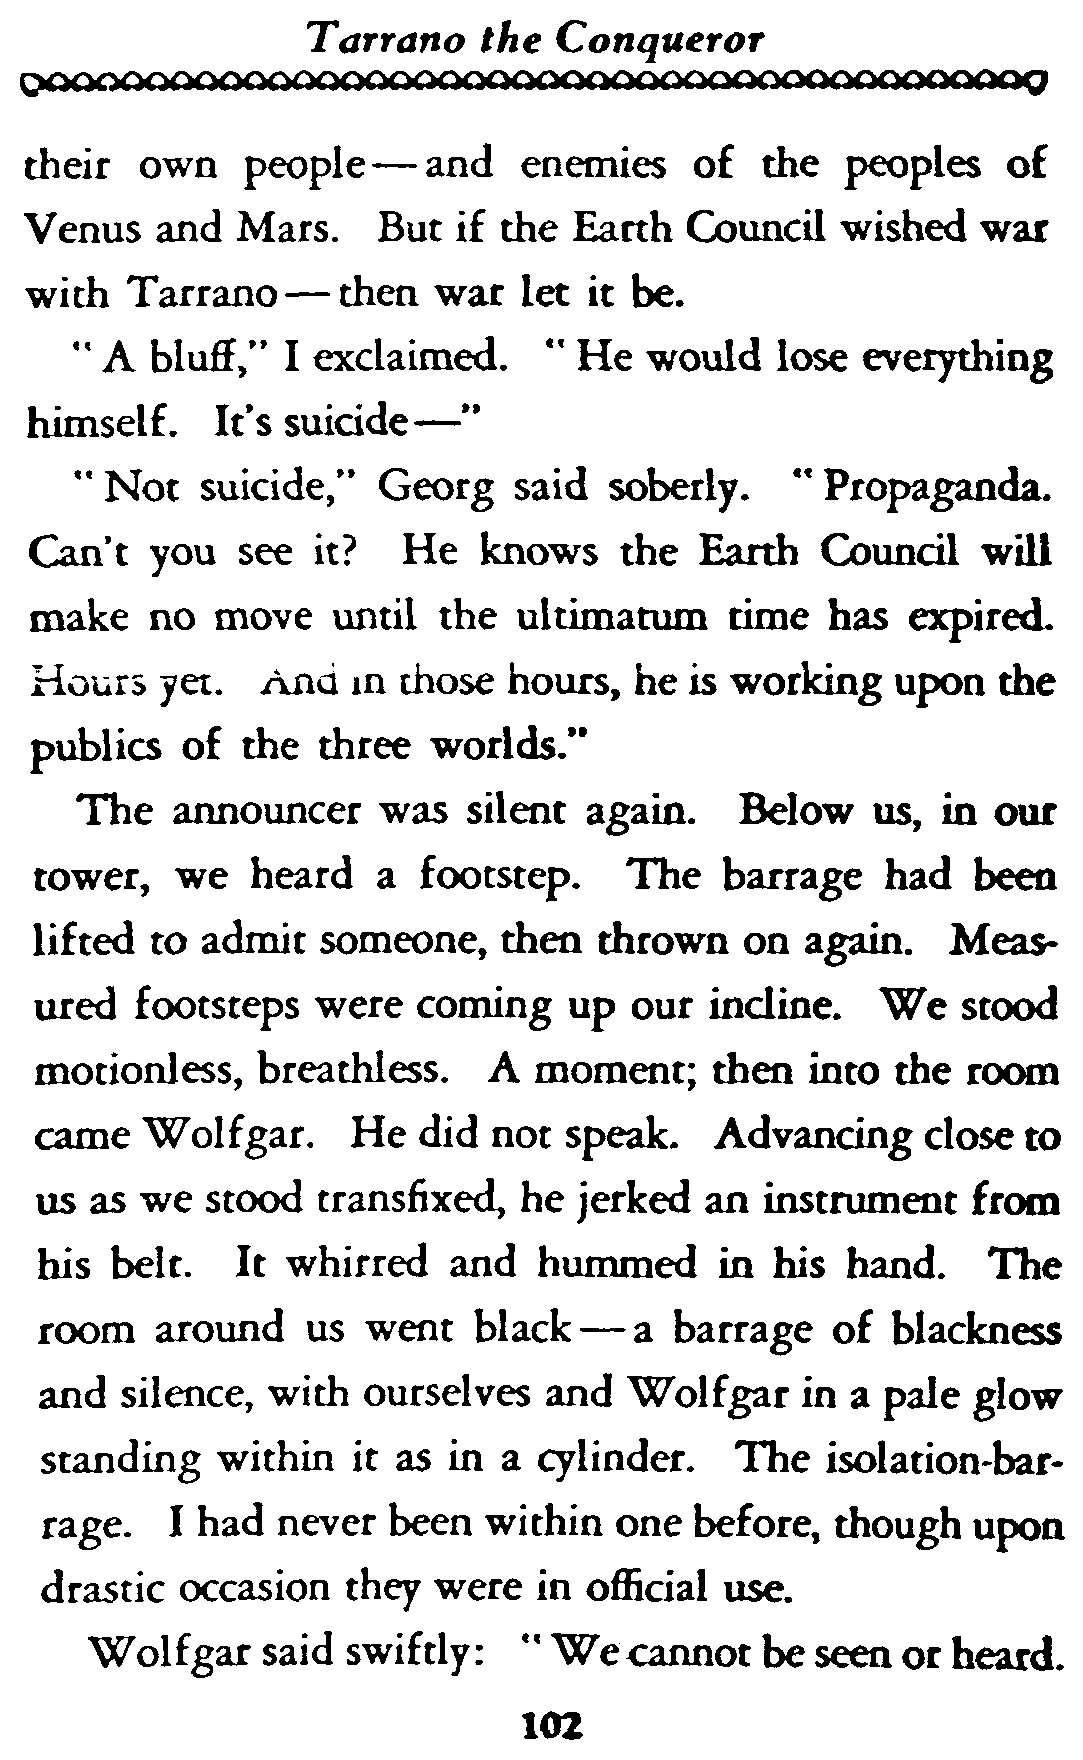 Tarrano the Conqueror
their own people—and enemies of the peoples of
Venus and Mars. But if the Earth Council wished war
with Tarrano—then war let it be.
"A bluff," I exclaimed. "He would lose everything
himself. It's suicide—"
"Not suicide," Georg said soberly. "Propaganda.
Can't you see it? He knows the Earth Council will
make no move until the ultimatum time has expired.
Hours yet. And in those hours, he is working upon the
publics of the three worlds."
The announcer was silent again. Below us, in our
tower, we heard a footstep. The barrage had been
lifted to admit someone, then thrown on again. Meas-
ured footsteps were coming up our incline. We stood
motionless, breathless. A moment; then into the room
came Wolfgar. He did not speak. Advancing close to
us as we stood transfixed, he jerked an instrument from
his belt. It whirred and hummed in his hand. The
room around us went black—a barrage of blackness
and silence, with ourselves and Wolfgar in a pale glow
standing within it as in a cylinder. The isolation-bar-
rage. I had never been within one before, though upon
drastic occasion they were in official use.
Wolfgar said swiftly: "We cannot be seen or heard.
102